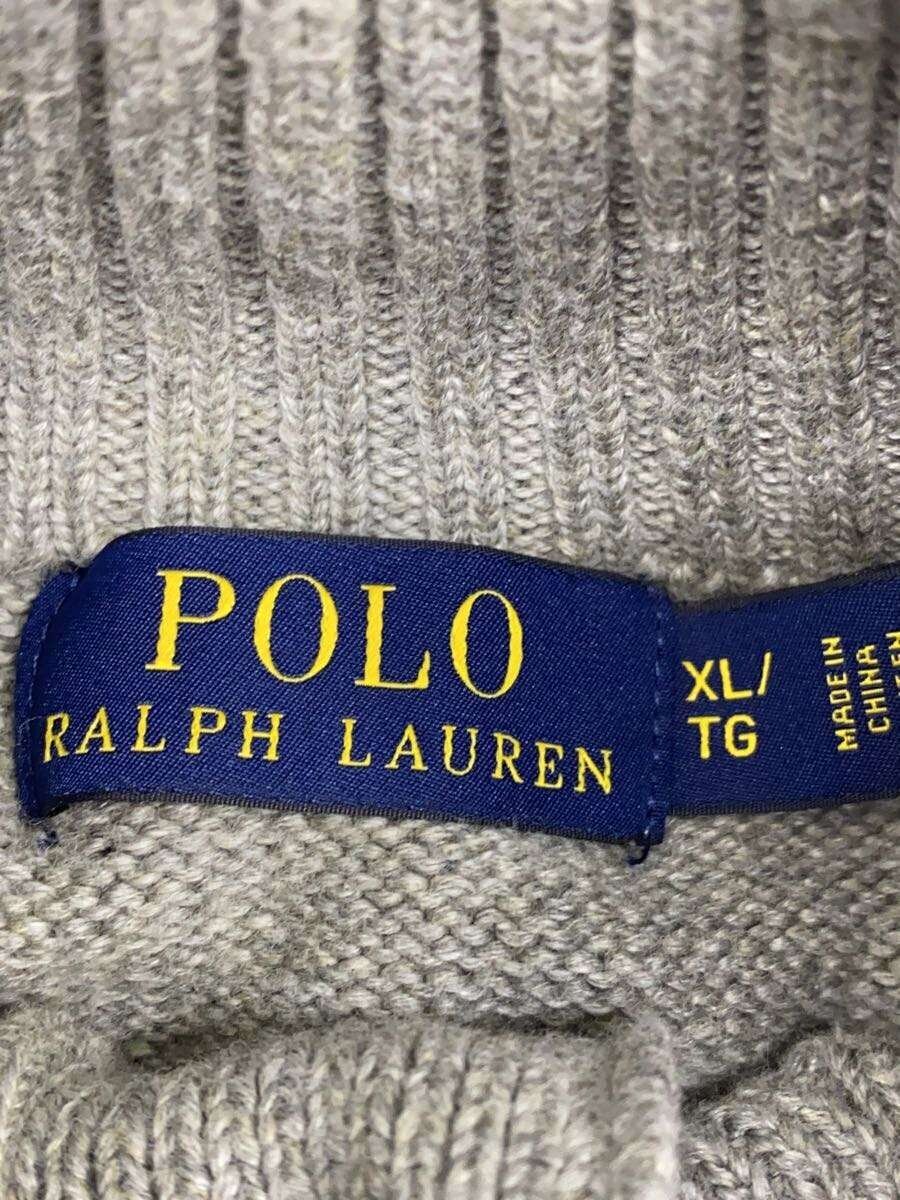 POLO
RALPH LAUREN
XL/
TG
MADE IN
CHINA